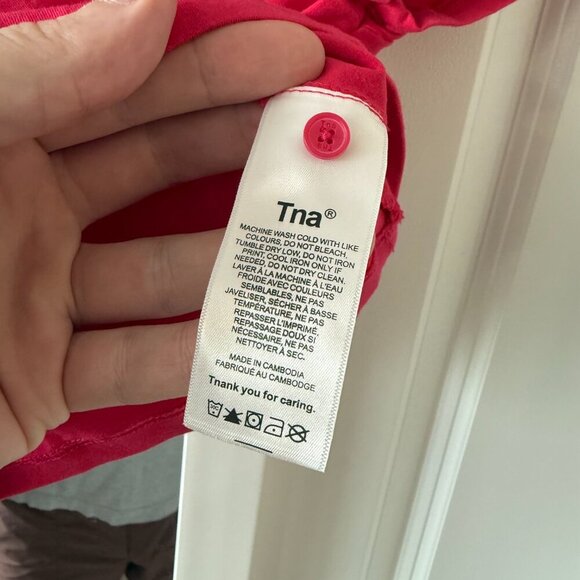 Tna
Tna®
MACHINE WASH COLD WITH LIKE
COLOURS, DO NOT BLEACH,
TUMBLE DRY LOW, DO NOT IRON
PRINT, COOL IRON ONLY IF
NEEDED, DO NOT DRY CLEAN.
LAVER À LA MACHINE À L'EAU
FROIDE AVEC COULEURS
SEMBLABLES, NE PAS
JAVELISER, SÉCHER À BASSE
TEMPÉRATURE, NE PAS
REPASSER L'IMPRIMÉ,
REPASSAGE DOUX SI
NÉCESSAIRE, NE PAS
NETTOYER À SEC.
MADE IN CAMBODIA
FABRIQUÉ AU CAMBODGE
Thank you for caring.